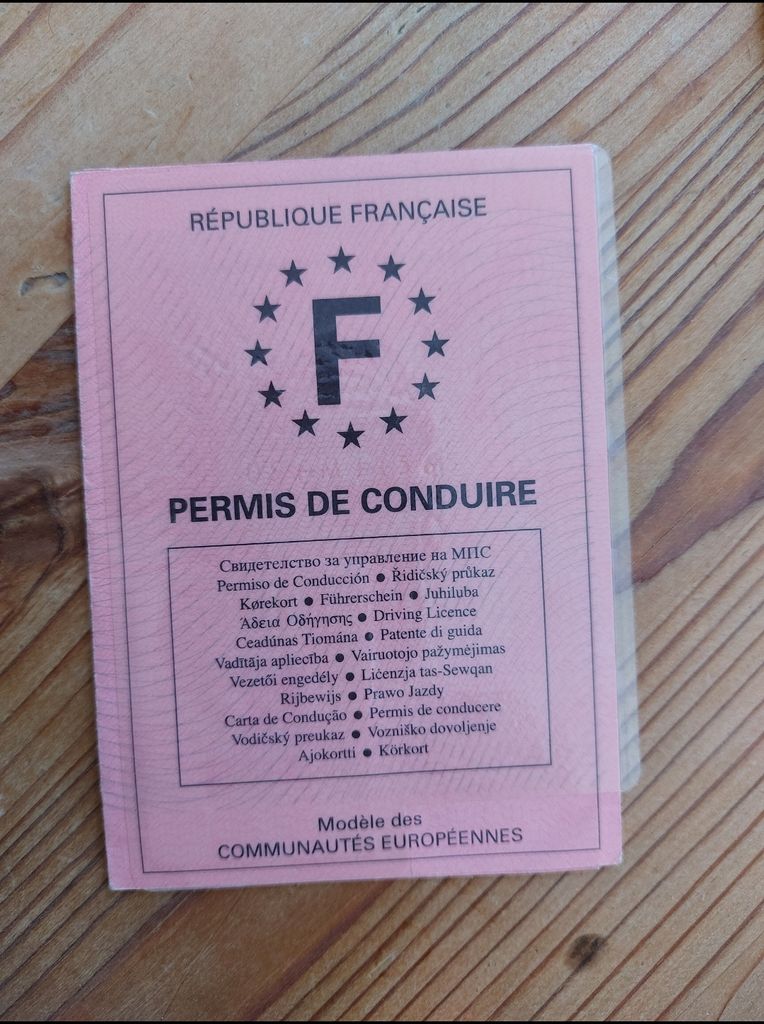 RÉPUBLIQUE FRANÇAISE
F
PERMIS DE CONDUIRE
Свидетелство за управление на МПС
Permiso de Conducción ● Řidičský průkaz
Kørekort ● Führerschein ● Juhiluba
Άδεια Οδήγησης ● Driving Licence
Ceadúnas Tiomána ● Patente di guida
Vadītāja apliecība ● Vairuotojo pažymėjimas
Vezetői engedély ● Liċenzja tas-Sewqan
Rijbewijs ● Prawo Jazdy
Carta de Condução ● Permis de conducere
Vodičský preukaz ● Vozniško dovoljenje
Ajokortti ● Körkort
Modèle des
COMMUNAUTÉS EUROPÉENNES